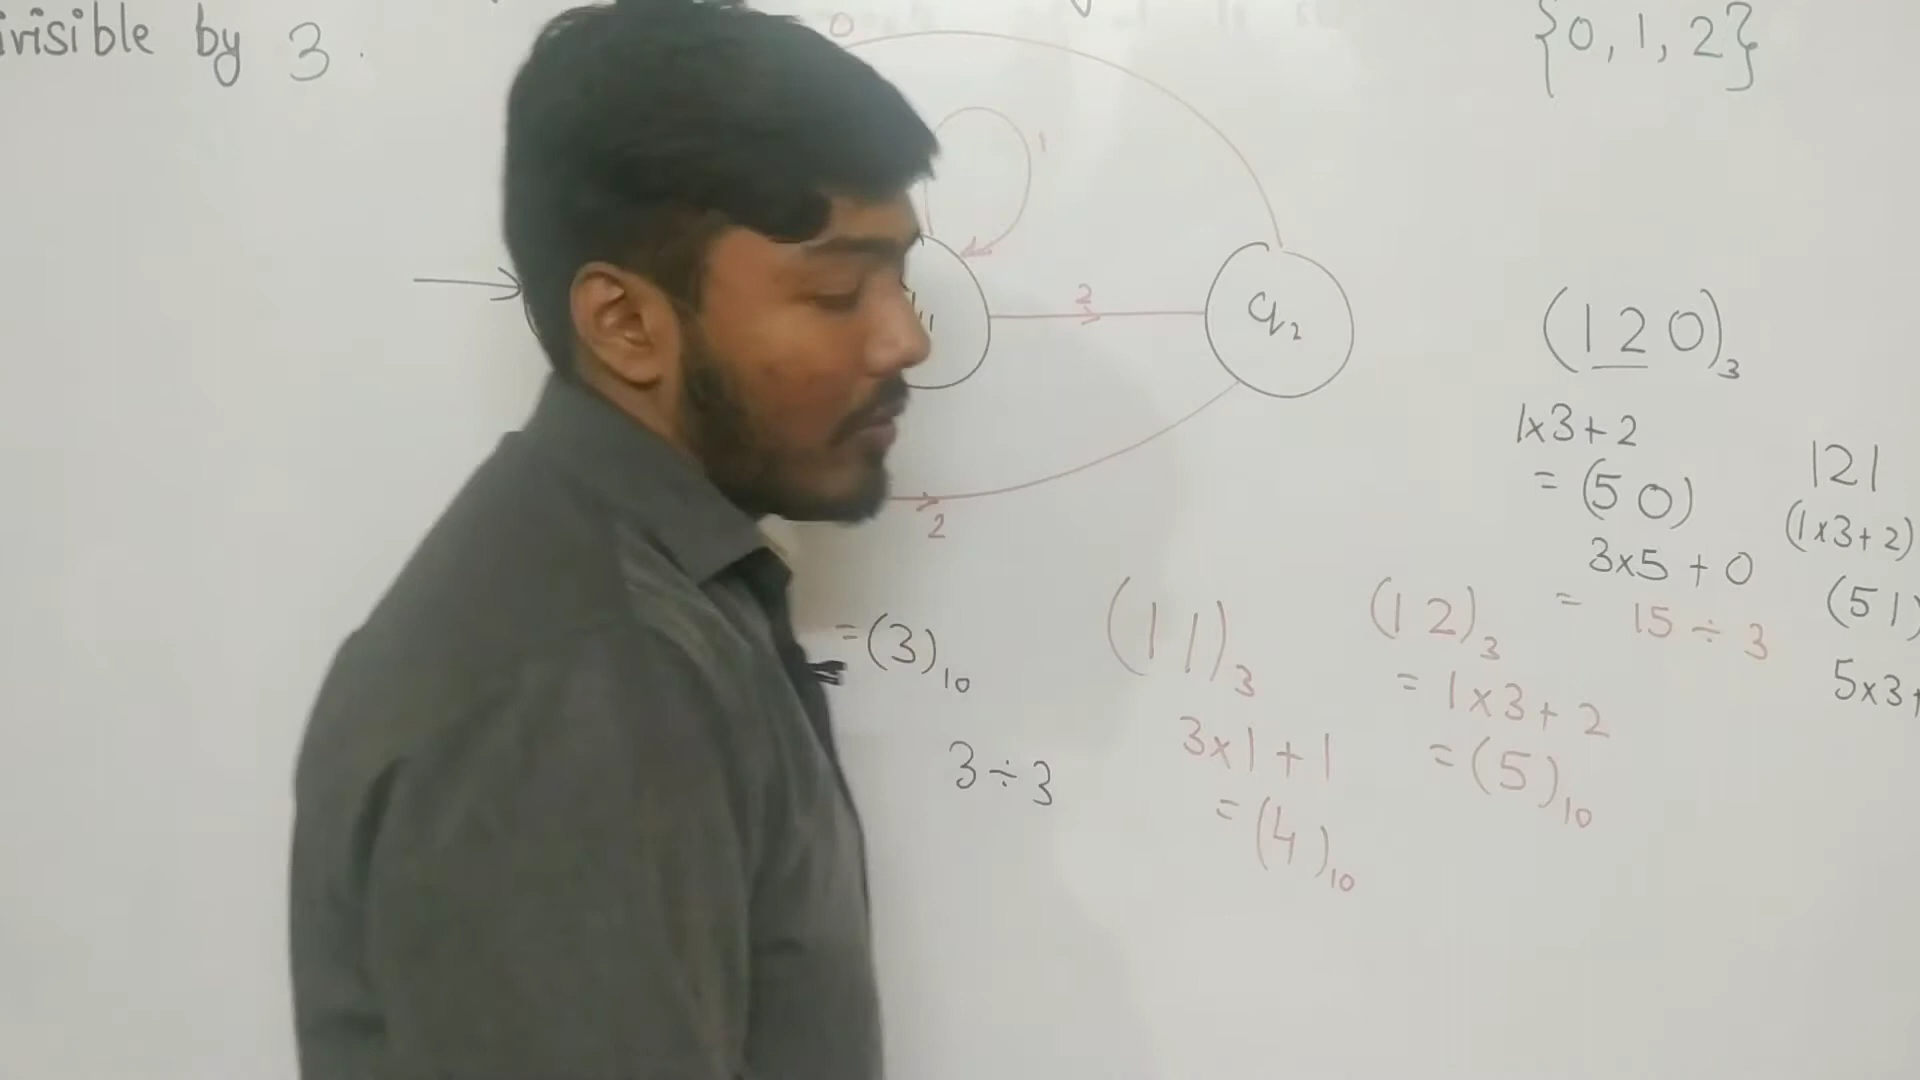 ivisible by 3.
{0, 1, 2}
0
1
2
q2
2
(120)3
1x3+2
= (50)
3x5 + 0
= 15 ÷ 3
121
(1x3+2)
(51)
5x3+
=(3)10
3÷3
(11)3
3x1+1
= (4)10
(12)3
= 1x3+2
= (5)10